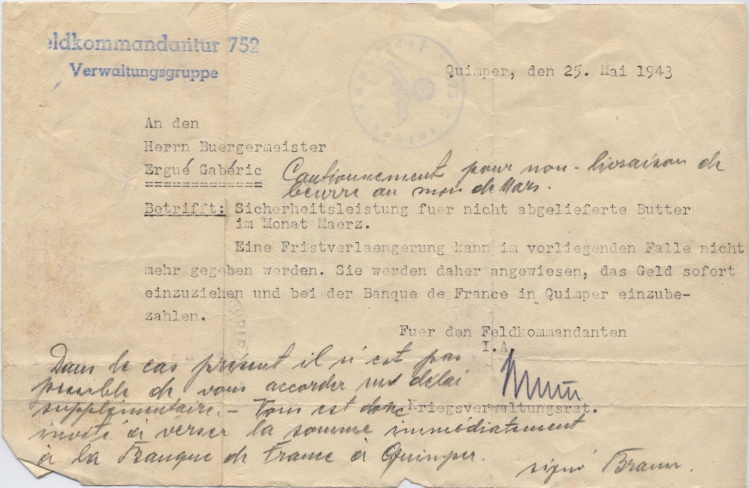 eldkommandantur 752
Verwaltungsgruppe
Quimper, den 25. Mai 1943
An den
Herrn Buergermeister
Ergué Gabéric
Cautionnement pour non-livraison de
beurre au mois de Mars.
Betrifft: Sicherheitsleistung fuer nicht abgelieferte Butter
im Monat Maerz.
Eine Fristverlaengerung kann im vorliegenden Falle nicht
mehr gegeben werden. Sie werden daher angewiesen, das Geld sofort
einzuziehen und bei der Banque de France in Quimper einzube-
zahlen.
Fuer den Feldkommandanten
I.A.
Kriegsverwaltungsrat.
Dans le cas présent il n'est pas
possible de vous accorder un délai
supplémentaire. - Vous est donc
invité à verser la somme immédiatement
à la Banque de France à Quimper.
signé Braun.